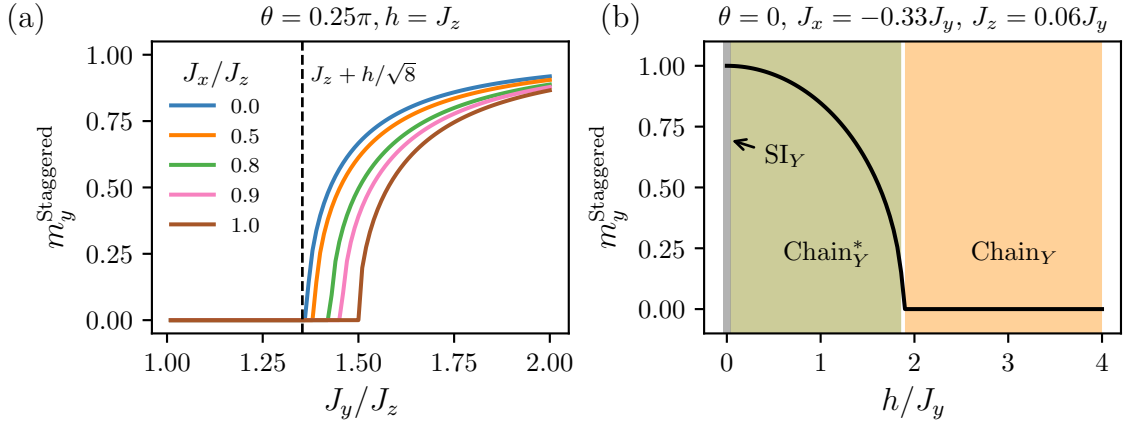 (a)
θ = 0.25π, h = J_z
m_y^Staggered
1.00
0.75
0.50
0.25
0.00
J_x/J_z
0.0
0.5
0.8
0.9
1.0
J_z + h/√8
1.00 1.25 1.50 1.75 2.00
J_y/J_z
(b)
θ = 0, J_x = −0.33J_y, J_z = 0.06J_y
m_y^Staggered
1.00
0.75
0.50
0.25
0.00
SI_Y
Chain_Y^*
Chain_Y
0 1 2 3 4
h/J_y